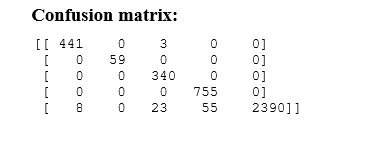 Confusion matrix:
[[ 441 0 3 0 0]
[ 0 59 0 0 0]
[ 0 0 340 0 0]
[ 0 0 0 755 0]
[ 8 0 23 55 2390]]